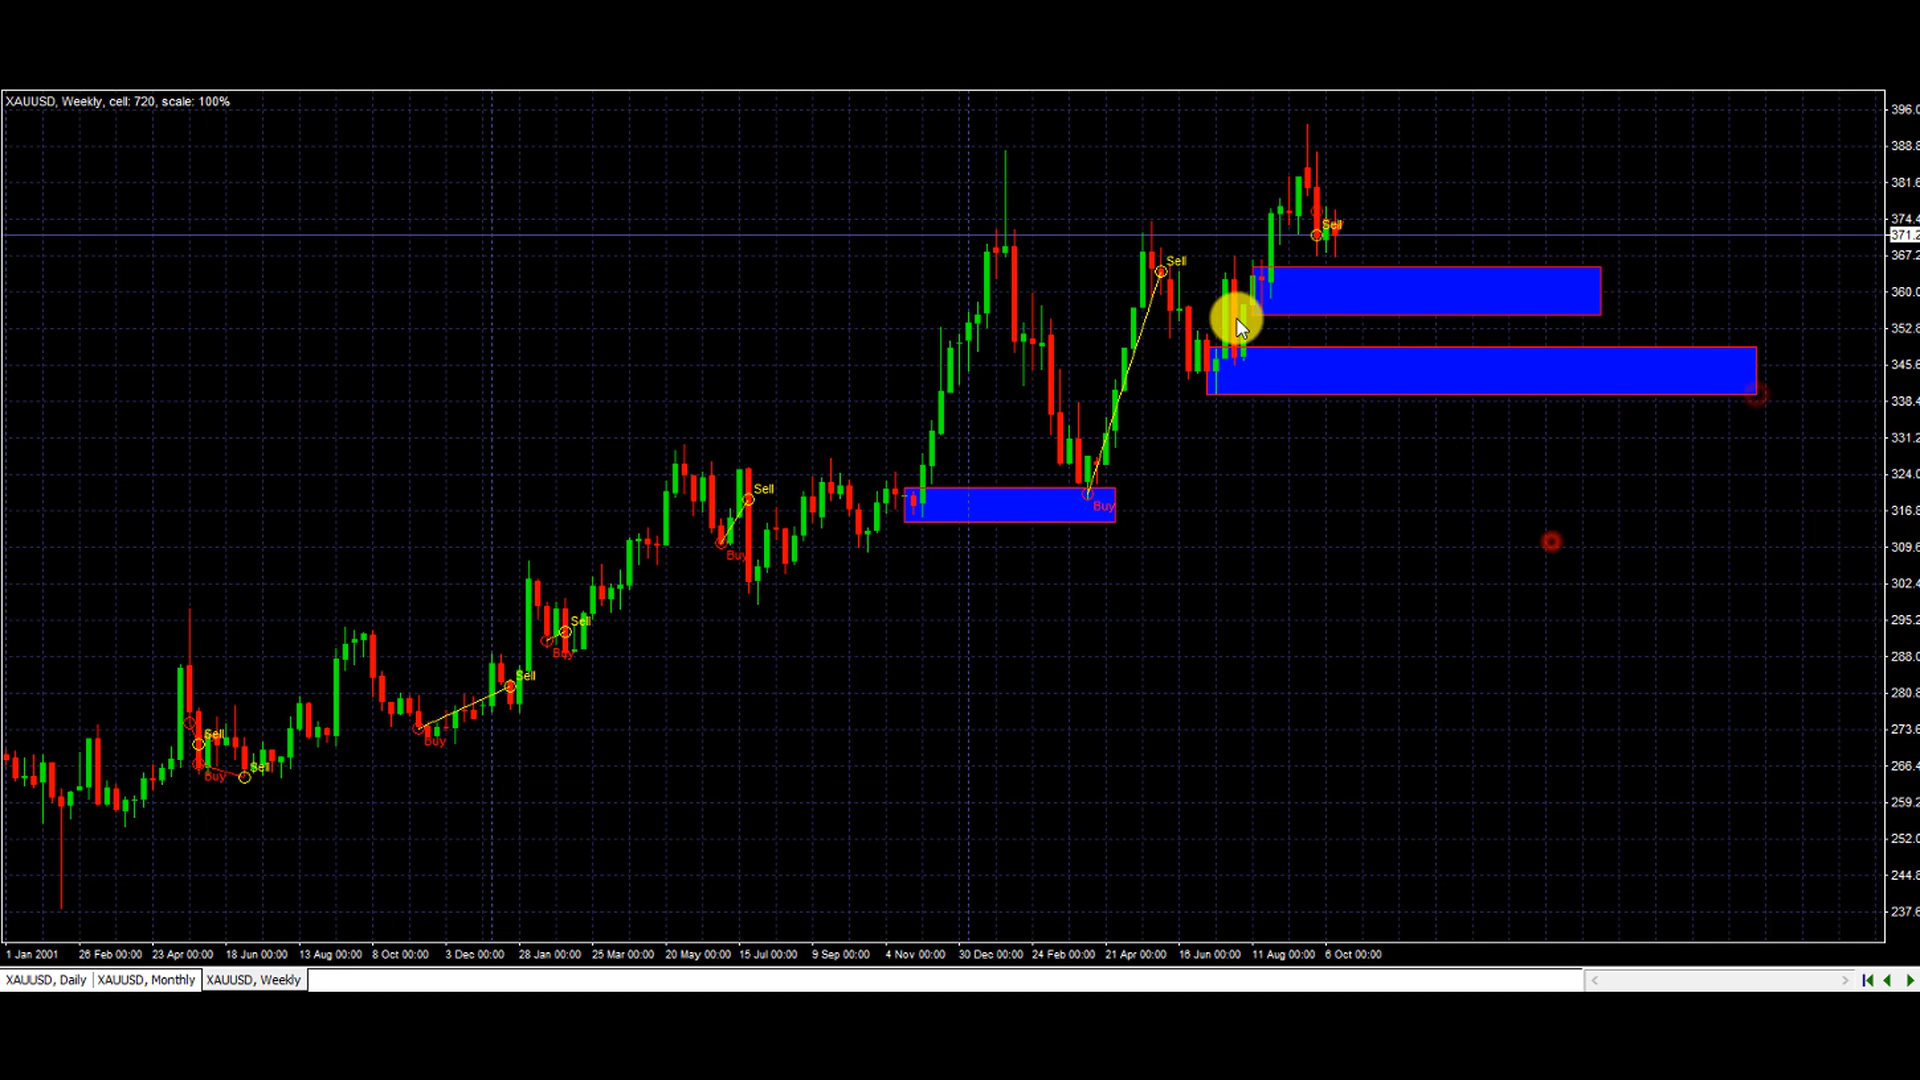 XAUUSD, Weekly, cell: 720, scale: 100%
396.0
388.8
381.6
Sell
374.4
371.2
Sell
367.2
360.0
352.8
345.6
338.4
331.2
Sell
324.0
Buy
316.8
Buy
309.6
302.4
Sell
295.2
Buy
288.0
Sell
280.8
Sell
Buy
273.6
Sell
Buy
266.4
259.2
252.0
244.8
237.6
1 Jan 2001 26 Feb 00:00 23 Apr 00:00 18 Jun 00:00 13 Aug 00:00 8 Oct 00:00 3 Dec 00:00 28 Jan 00:00 25 Mar 00:00 20 May 00:00 15 Jul 00:00 9 Sep 00:00 4 Nov 00:00 30 Dec 00:00 24 Feb 00:00 21 Apr 00:00 16 Jun 00:00 11 Aug 00:00 6 Oct 00:00
XAUUSD, Daily XAUUSD, Monthly XAUUSD, Weekly